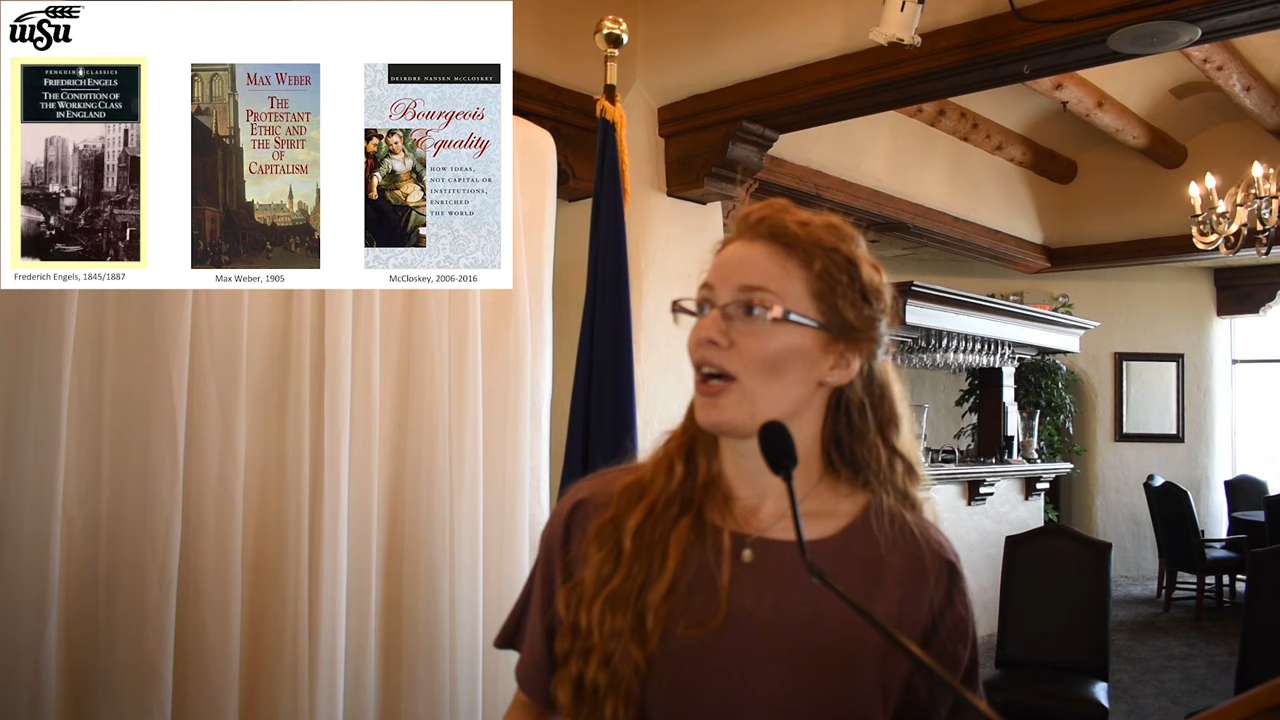 wsu
PENGUIN CLASSICS
FRIEDRICH ENGELS
THE CONDITION OF
THE WORKING CLASS
IN ENGLAND
Frederich Engels, 1845/1887
MAX WEBER
THE
PROTESTANT
ETHIC AND
THE SPIRIT
OF
CAPITALISM
Max Weber, 1905
DEIRDRE NANSEN MCCLOSKEY
Bourgeois
Equality
HOW IDEAS,
NOT CAPITAL OR
INSTITUTIONS,
ENRICHED
THE WORLD
McCloskey, 2006-2016